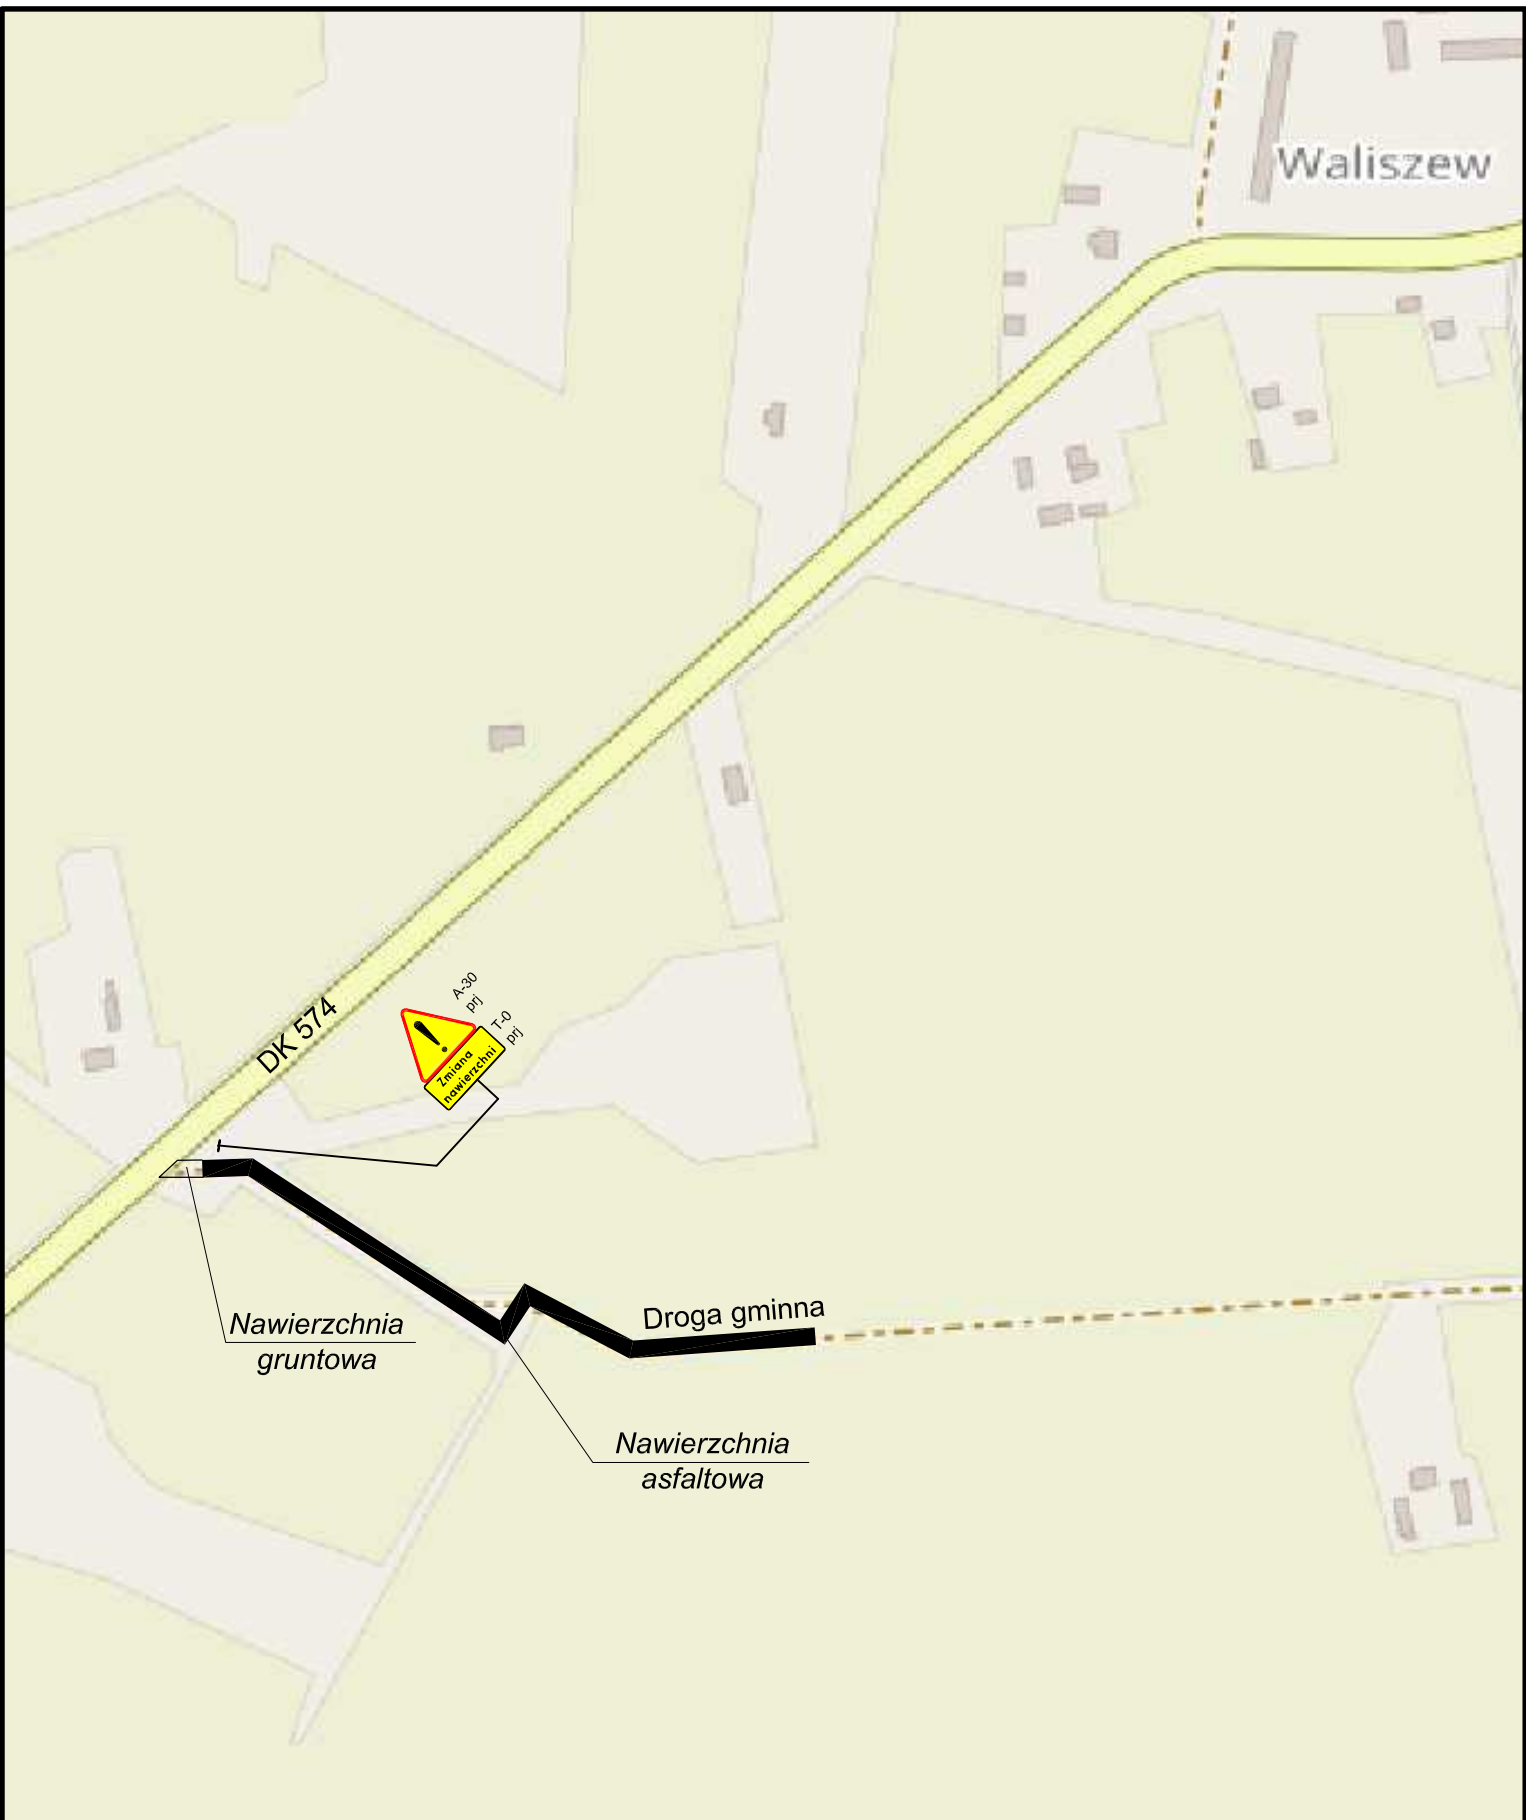 Waliszew
DK 574
A-30
prj
T-0
prj
!
Zmiana
nawierzchni
Nawierzchnia
gruntowa
Droga gminna
Nawierzchnia
asfaltowa